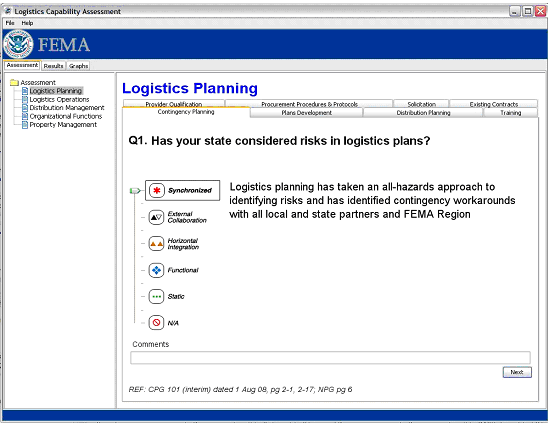 Logistics Capability Assessment
File Help
FEMA
Assessment Results Graphs
Assessment
Logistics Planning
Logistics Operations
Distribution Management
Organizational Functions
Property Management
Logistics Planning
Provider Qualification Procurement Procedures & Protocols Solicitation Existing Contracts
Contingency Planning Plans Development Distribution Planning Training
Q1. Has your state considered risks in logistics plans?
Synchronized
External
Collaboration
Horizontal
Integration
Functional
Static
N/A
Logistics planning has taken an all-hazards approach to
identifying risks and has identified contingency workarounds
with all local and state partners and FEMA Region
Comments
Next
REF: CPG 101 (interim) dated 1 Aug 08, pg 2-1, 2-17; NPG pg 6